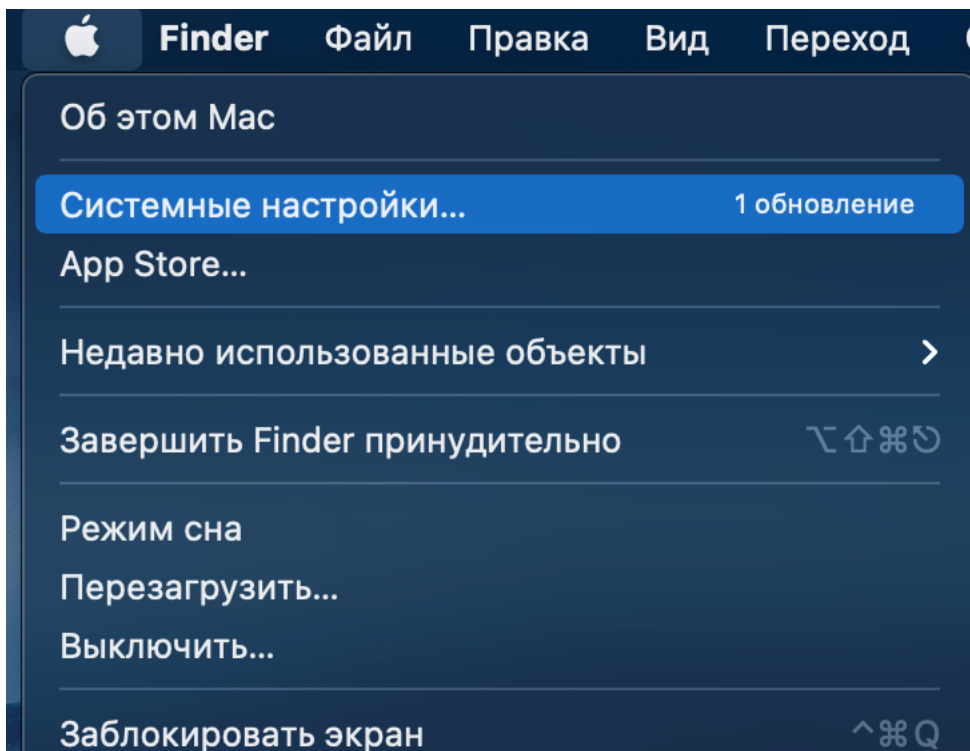 Finder Файл Правка Вид Переход
Об этом Mac
Системные настройки... 1 обновление
App Store...
Недавно использованные объекты
Завершить Finder принудительно ⌥⇧⌘⎋
Режим сна
Перезагрузить...
Выключить...
Заблокировать экран ^⌘Q